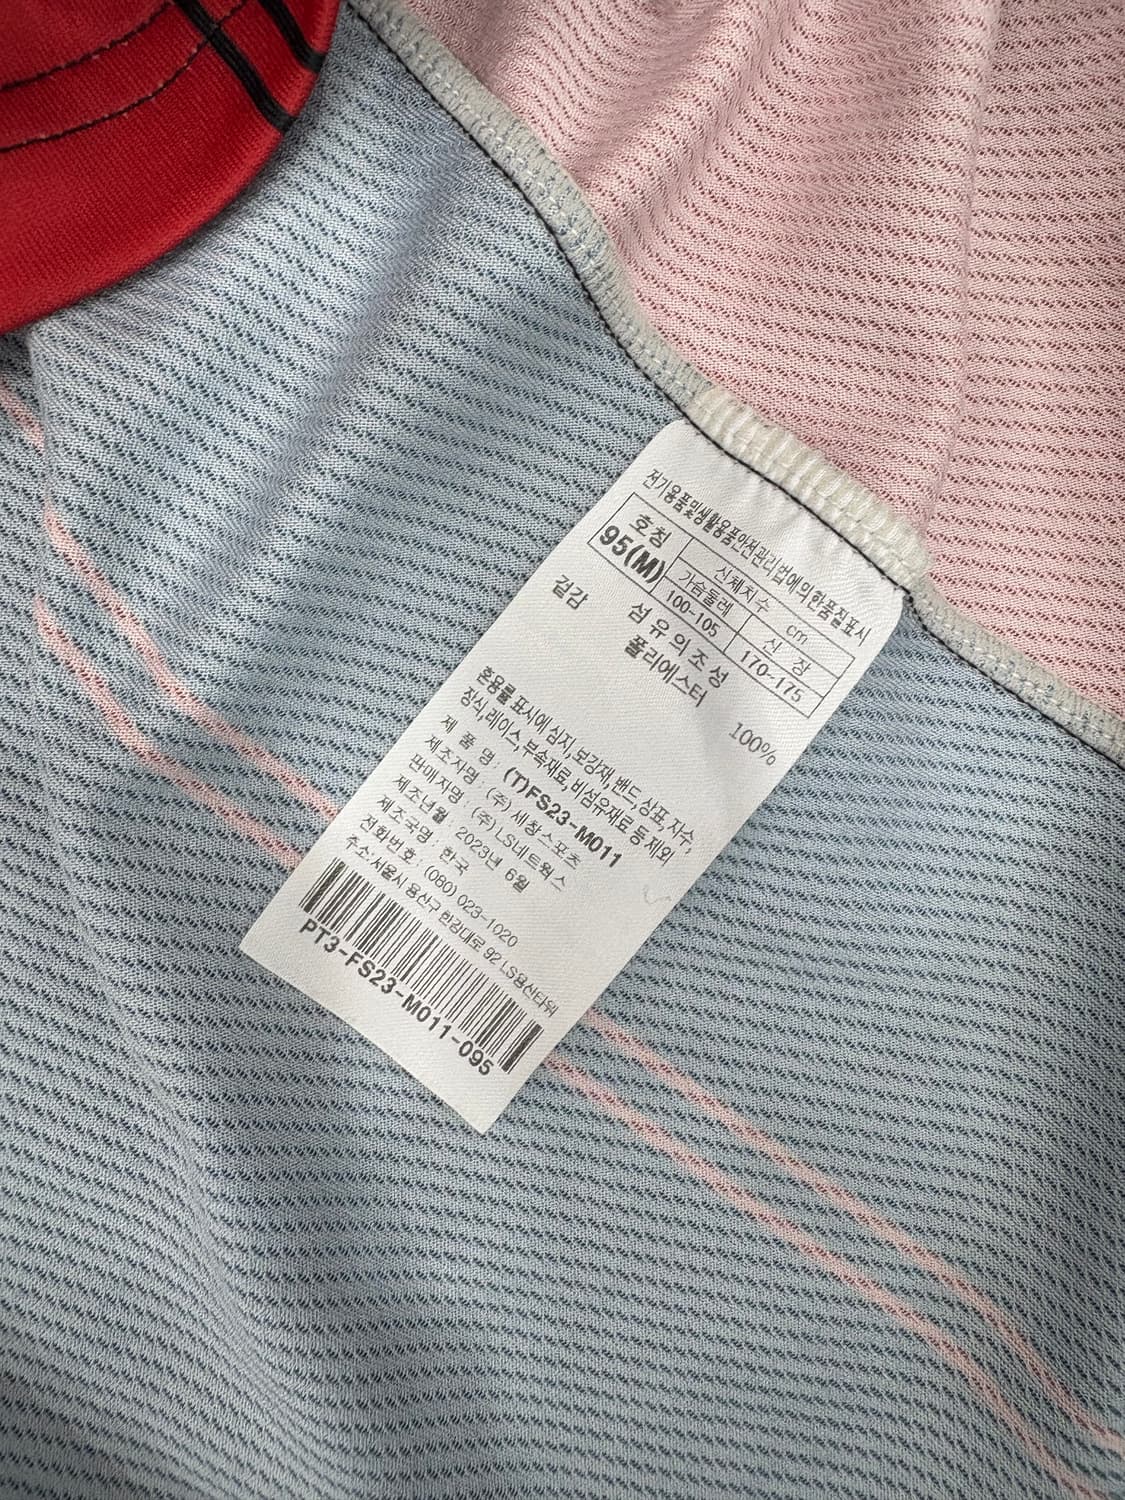 전기용품및생활용품안전관리법에의한품질표시
호칭 신체치수 cm
95(M) 가슴둘레 신 장
100-105 170-175
섬 유 의 조 성
겉감 폴리에스터 100%
혼용률 표시에 심지,보강재,밴드,상표,자수,
장식,레이스,부속재료,비섬유재료 등 제외
제 품 명 : (T)FS23-M011
제조자명 : (주) 세창스포츠
판매자명 : (주) LS네트웍스
제조년월 : 2023년 6월
제조국명 : 한국
전화번호 : (080) 023-1020
주소:서울시 용산구 한강대로 92 LS용산타워
PT3-FS23-M011-095